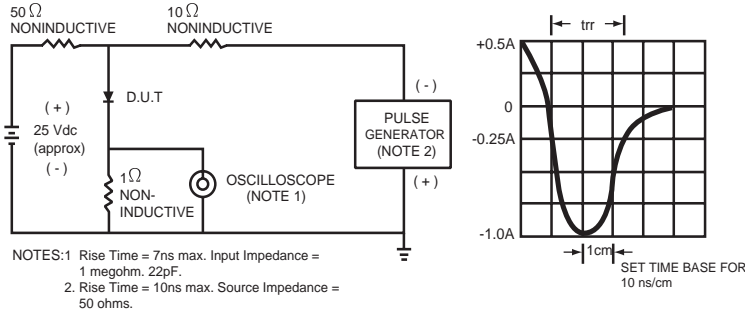 50 Ω
NONINDUCTIVE
10 Ω
NONINDUCTIVE
D.U.T
(+)
25 Vdc
(approx)
(-)
1Ω
NON-
INDUCTIVE
OSCILLOSCOPE
(NOTE 1)
(-)
PULSE
GENERATOR
(NOTE 2)
(+)
NOTES:1 Rise Time = 7ns max. Input Impedance =
1 megohm. 22pF.
2. Rise Time = 10ns max. Source Impedance =
50 ohms.
trr
+0.5A
0
-0.25A
-1.0A
1cm
SET TIME BASE FOR
10 ns/cm